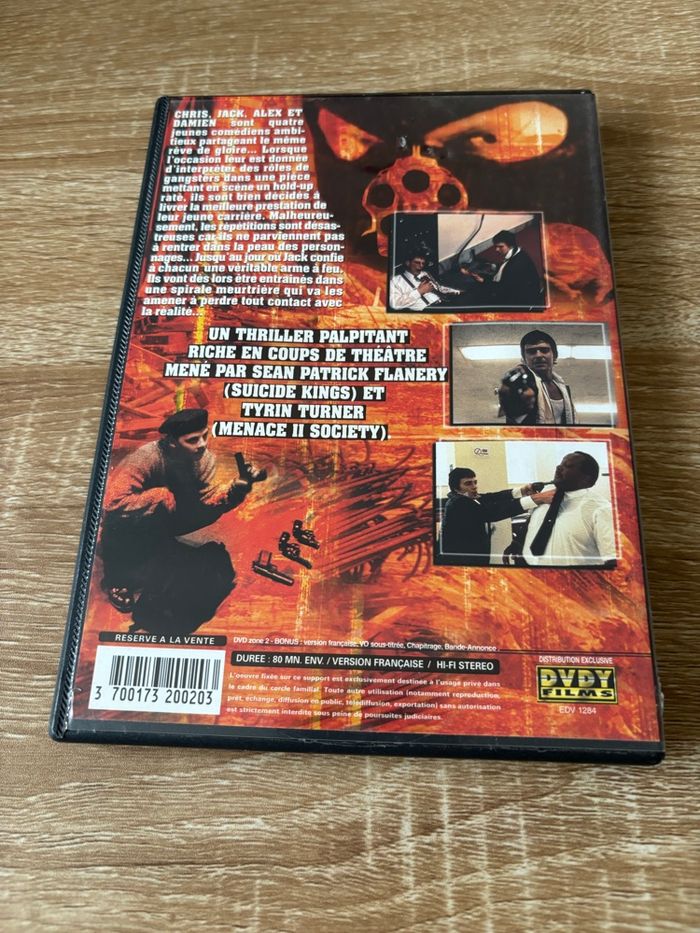 CHRIS, JACK, ALEX ET
DAMIEN sont quatre
jeunes comédiens ambi-
tieux partageant le même
rêve de gloire... Lorsque
l'occasion leur est donnée
d'interpréter des rôles de
gangsters dans une pièce
mettant en scène un hold-up
raté, ils sont bien décidés à
livrer la meilleure prestation de
leur jeune carrière. Malheureu-
sement, les répétitions sont désas-
treuses car ils ne parviennent pas
à rentrer dans la peau des person-
nages... Jusqu'au jour où Jack confie
à chacun une véritable arme à feu.
Ils vont dès lors être entraînés dans
une spirale meurtrière qui va les
amener à perdre tout contact avec
la réalité...
UN THRILLER PALPITANT
RICHE EN COUPS DE THÉÂTRE
MENÉ PAR SEAN PATRICK FLANERY
(SUICIDE KINGS) ET
TYRIN TURNER
(MENACE II SOCIETY).
RESERVE A LA VENTE
3 700173 200203
DVD zone 2 - BONUS : version française, VO sous-titrée, Chapitrage, Bande-Annonce .
DUREE : 80 MN. ENV. / VERSION FRANÇAISE / HI-FI STEREO
L'oeuvre fixée sur ce support est exclusivement destinée à l'usage privé dans
le cadre du cercle familial. Toute autre utilisation (notamment reproduction,
prêt, échange, diffusion en public, télédiffusion, exportation) sans autorisation
est strictement interdite sous peine de poursuites judiciaires.
DISTRIBUTION EXCLUSIVE
DVDY
FILMS
EDV 1284